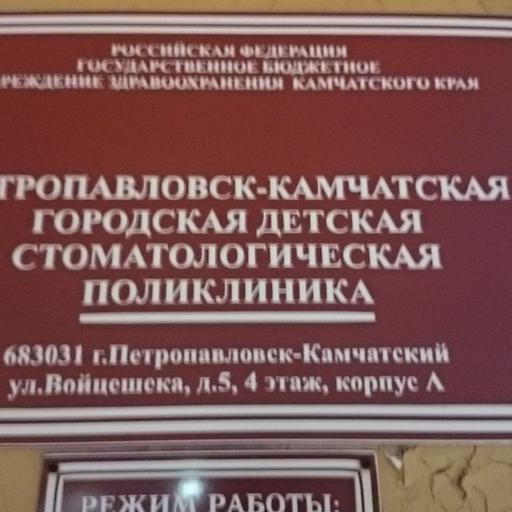 РОССИЙСКАЯ ФЕДЕРАЦИЯ
ГОСУДАРСТВЕННОЕ БЮДЖЕТНОЕ
РЕЖДЕНИЕ ЗДРАВООХРАНЕНИЯ КАМЧАТСКОГО КРАЯ
ТРОПАВЛОВСК-КАМЧАТСКАЯ
ГОРОДСКАЯ ДЕТСКАЯ
СТОМАТОЛОГИЧЕСКАЯ
ПОЛИКЛИНИКА
683031 г.Петропавловск-Камчатский
ул.Войцешека, д.5, 4 этаж, корпус А
РЕЖИМ РАБОТЫ: